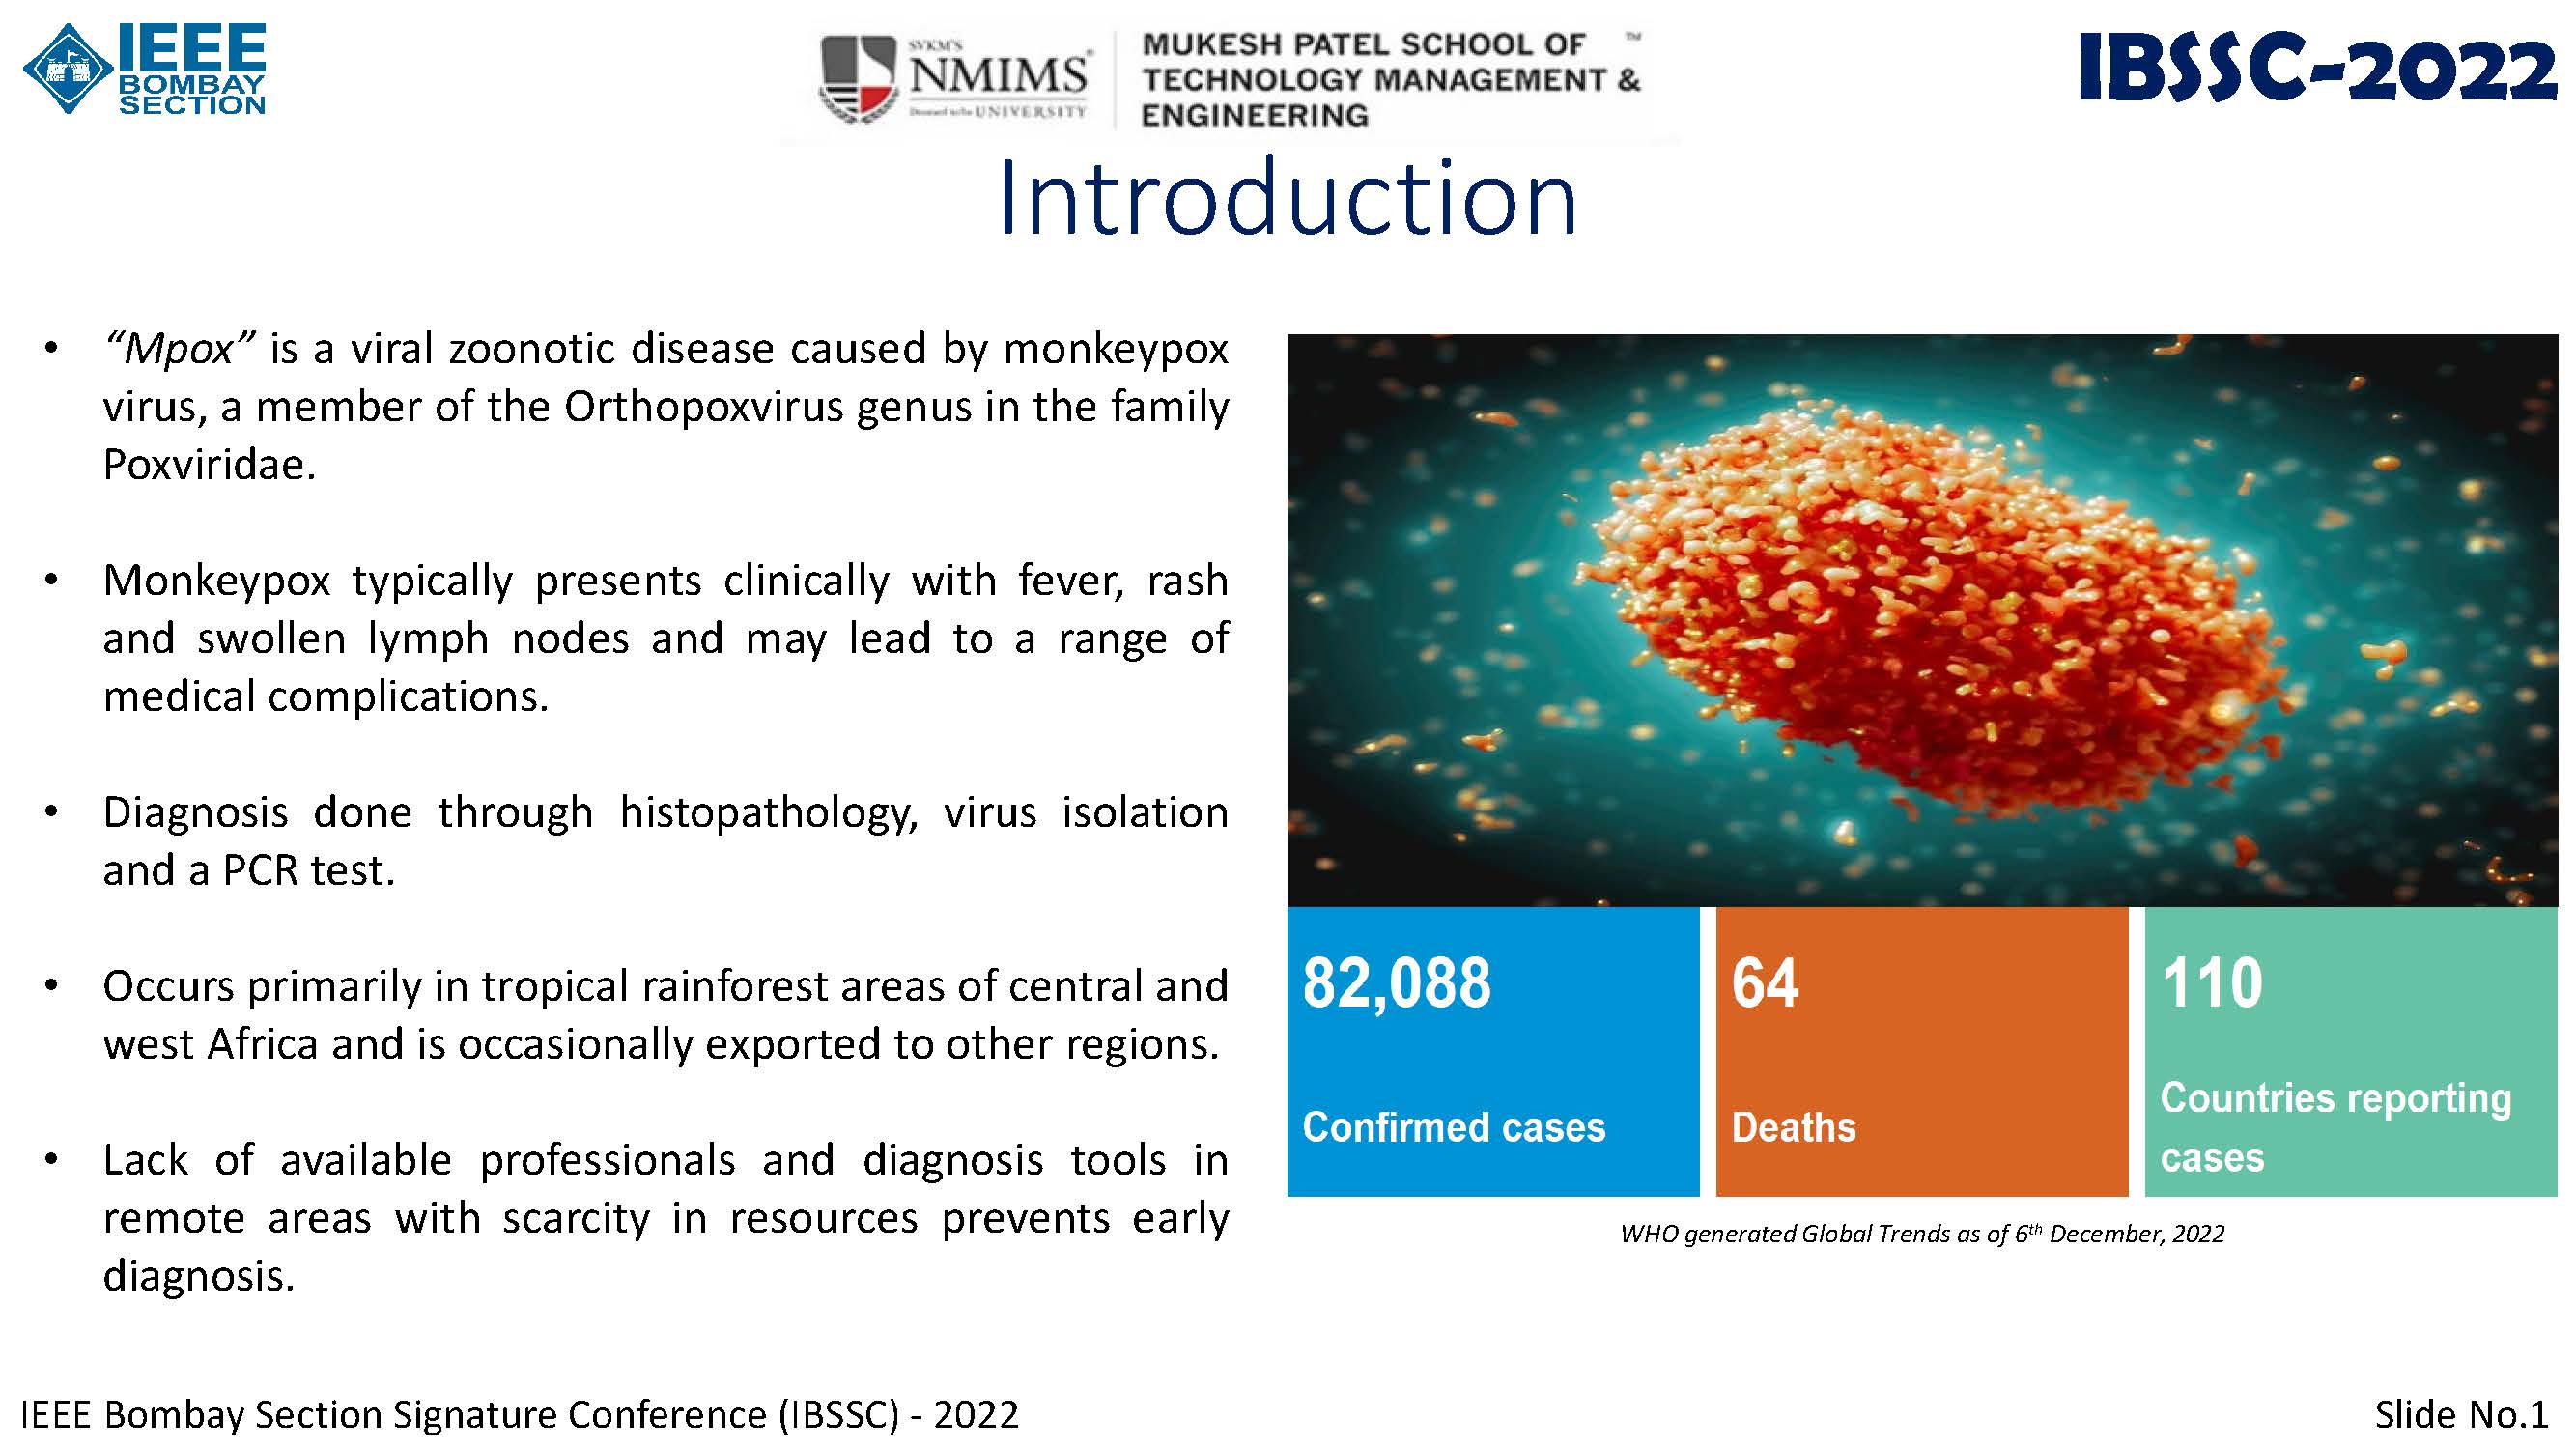 IEEE
BOMBAY
SECTION
SVKM'S
NMIMS
Deemed to be UNIVERSITY
MUKESH PATEL SCHOOL OF ™
TECHNOLOGY MANAGEMENT &
ENGINEERING
IBSSC-2022
Introduction
• “Mpox” is a viral zoonotic disease caused by monkeypox
virus, a member of the Orthopoxvirus genus in the family
Poxviridae.
• Monkeypox typically presents clinically with fever, rash
and swollen lymph nodes and may lead to a range of
medical complications.
• Diagnosis done through histopathology, virus isolation
and a PCR test.
• Occurs primarily in tropical rainforest areas of central and
west Africa and is occasionally exported to other regions.
• Lack of available professionals and diagnosis tools in
remote areas with scarcity in resources prevents early
diagnosis.
82,088
Confirmed cases
64
Deaths
110
Countries reporting
cases
WHO generated Global Trends as of 6th December, 2022
IEEE Bombay Section Signature Conference (IBSSC) - 2022
Slide No.1